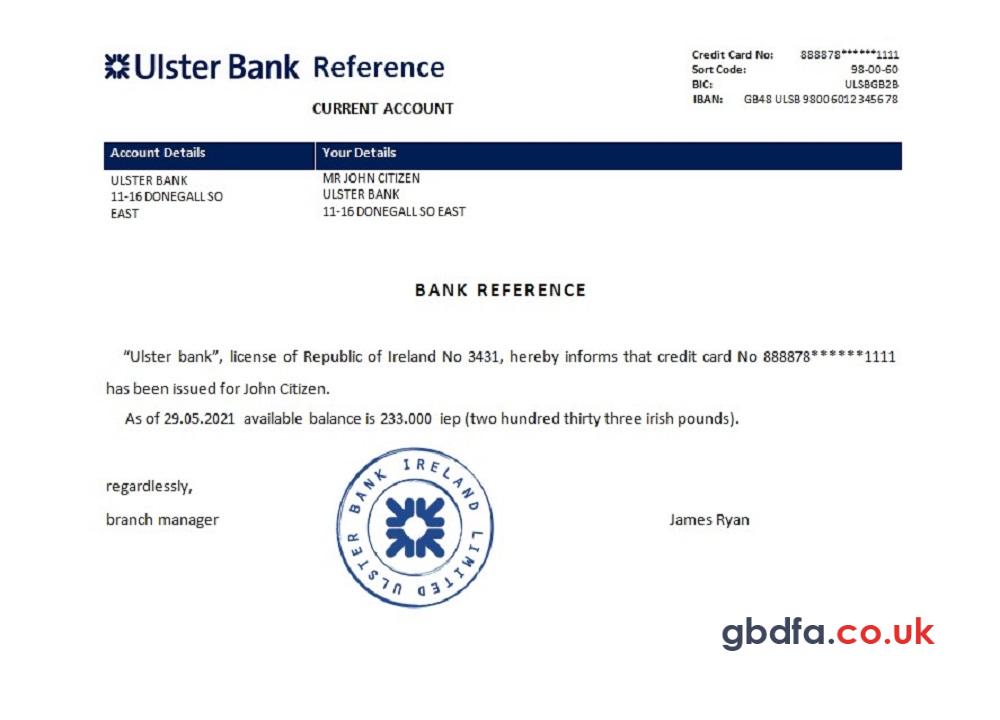 Ulster Bank Reference
CURRENT ACCOUNT
Credit Card No: 888878******1111
Sort Code: 98-00-60
BIC: ULSBGB2B
IBAN: GB48 ULSB 98006012345678
Account Details
ULSTER BANK
11-16 DONEGALL SO
EAST
Your Details
MR JOHN CITIZEN
ULSTER BANK
11-16 DONEGALL SO EAST
BANK REFERENCE
“Ulster bank”, license of Republic of Ireland No 3431, hereby informs that credit card No 888878******1111
has been issued for John Citizen.
As of 29.05.2021 available balance is 233.000 iep (two hundred thirty three irish pounds).
regardlessly,
branch manager
ULSTER BANK IRELAND LIMITED
James Ryan
gbdfa.co.uk